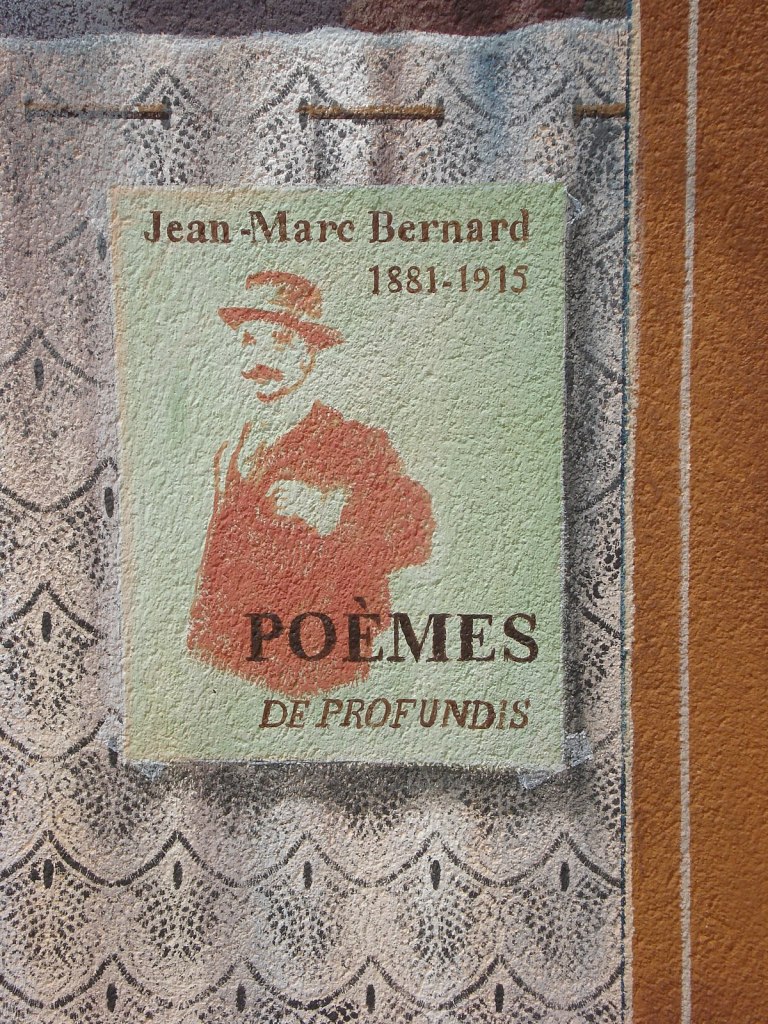 Jean-Marc Bernard
1881-1915
POÈMES
DE PROFUNDIS